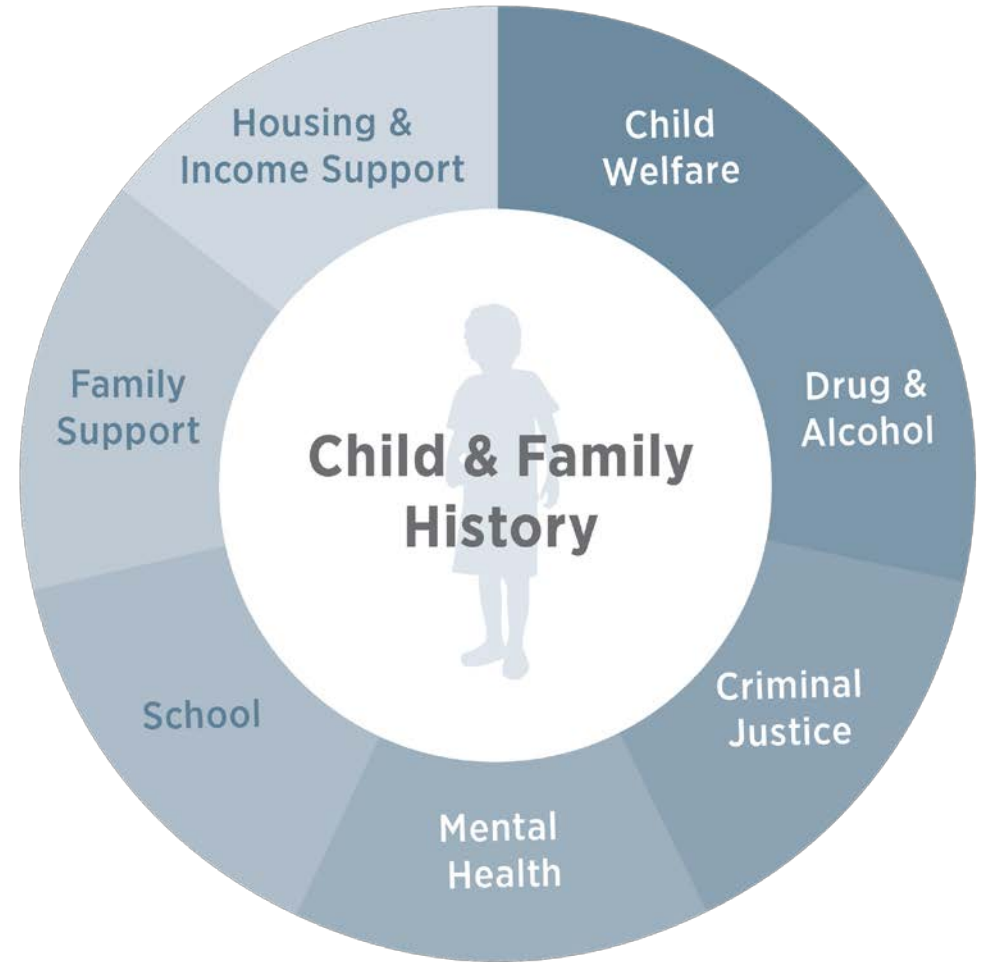 Housing &
Income Support
Child
Welfare
Family
Support
Drug &
Alcohol
Child & Family
History
School
Criminal
Justice
Mental
Health